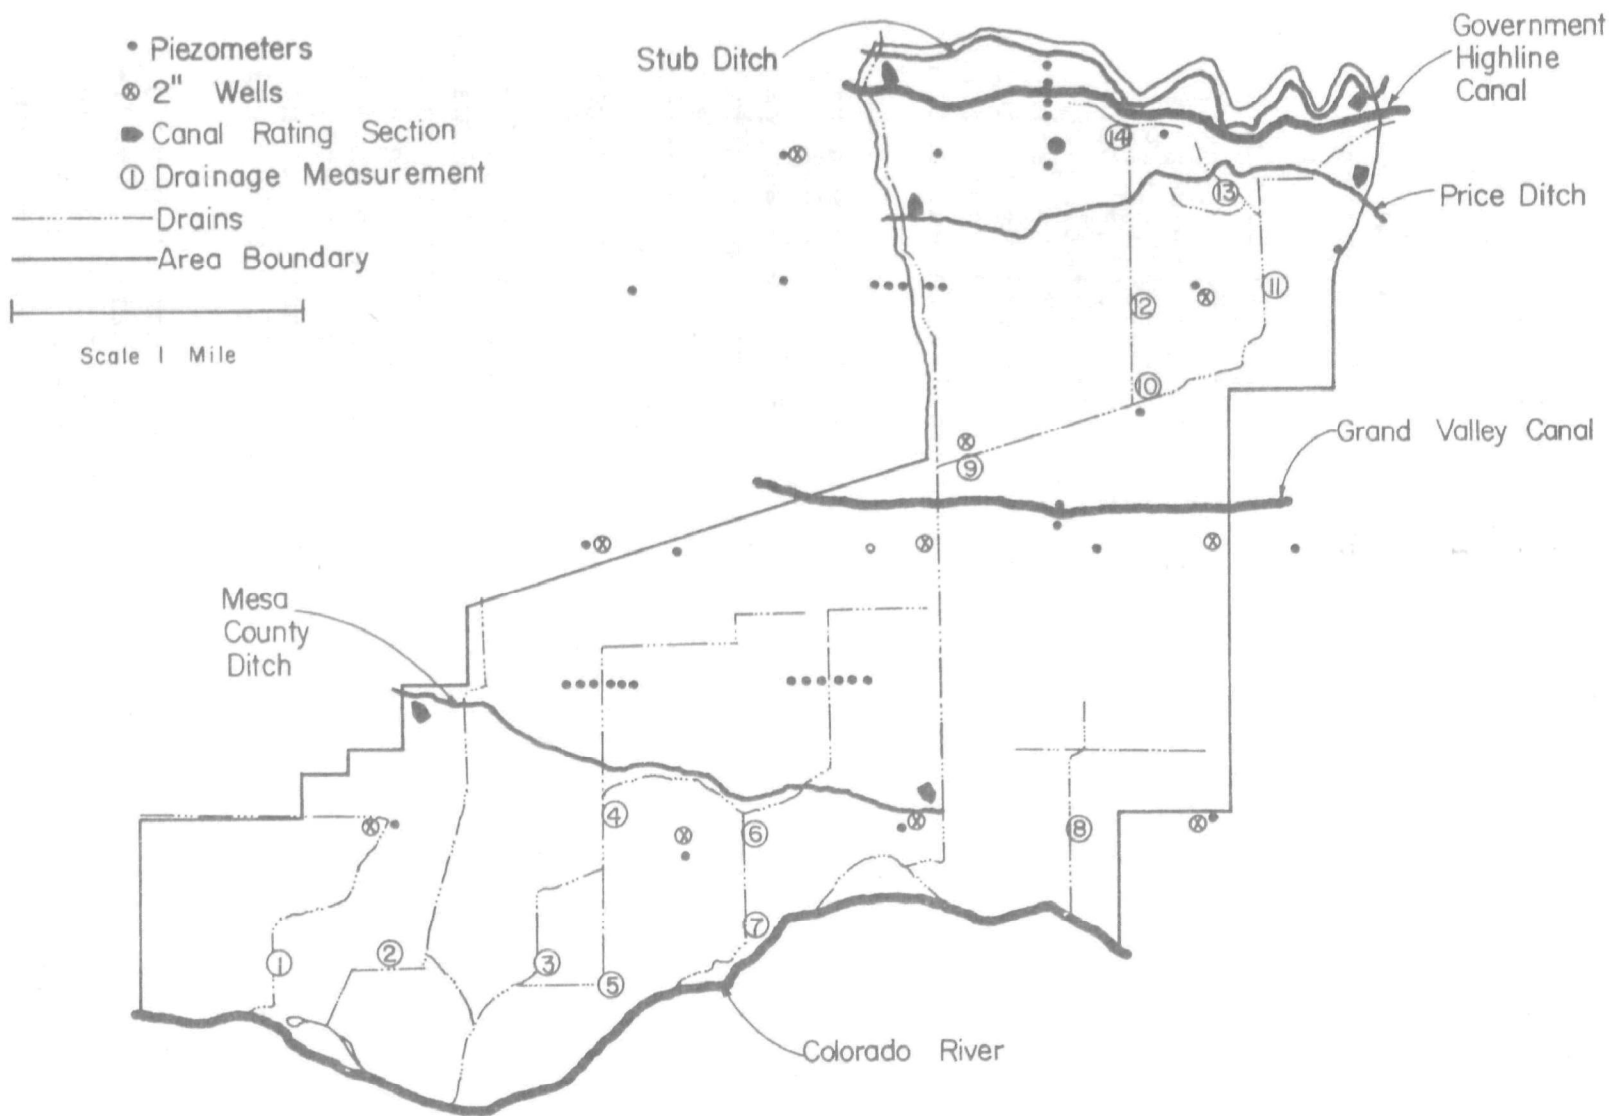 Piezometers
2" Wells
Canal Rating Section
① Drainage Measurement
Drains
Area Boundary
Scale 1 Mile
Stub Ditch
Government
Highline
Canal
Price Ditch
Grand Valley Canal
Mesa
County
Ditch
Colorado River
14
13
12
11
10
9
4
6
8
7
1
2
3
5